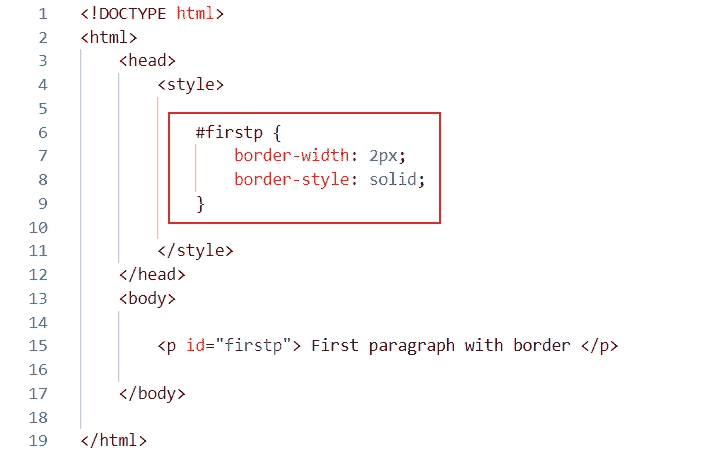 1 <!DOCTYPE html>
2 <html>
3 <head>
4 <style>
5
6 #firstp {
7 border-width: 2px;
8 border-style: solid;
9 }
10
11 </style>
12 </head>
13 <body>
14
15 <p id="firstp"> First paragraph with border </p>
16
17 </body>
18
19 </html>